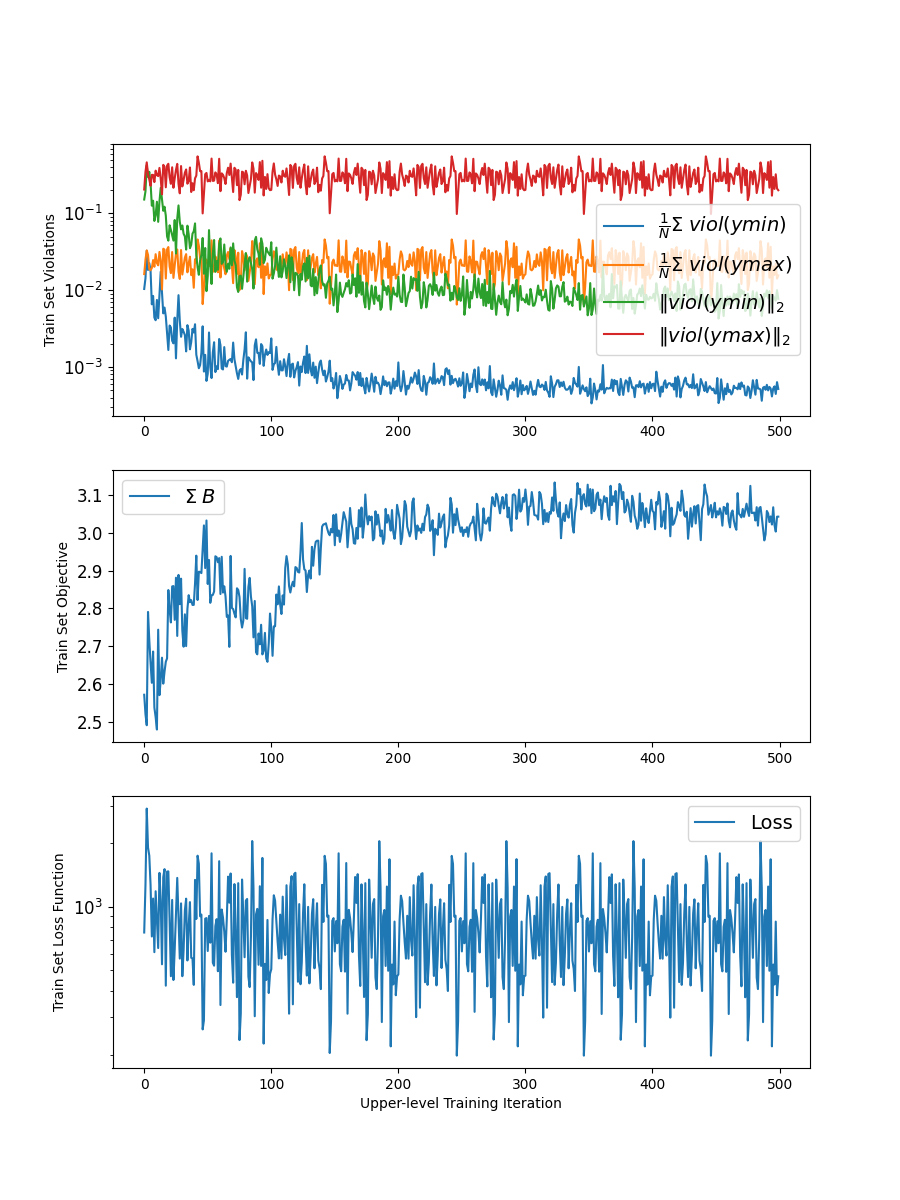 Train Set Violations
10⁻¹
10⁻²
10⁻³
1/N Σ viol(ymin)
1/N Σ viol(ymax)
‖viol(ymin)‖₂
‖viol(ymax)‖₂
0 100 200 300 400 500
Train Set Objective
3.1
3.0
2.9
2.8
2.7
2.6
2.5
Σ B
0 100 200 300 400 500
Train Set Loss Function
10³
Loss
0 100 200 300 400 500
Upper-level Training Iteration